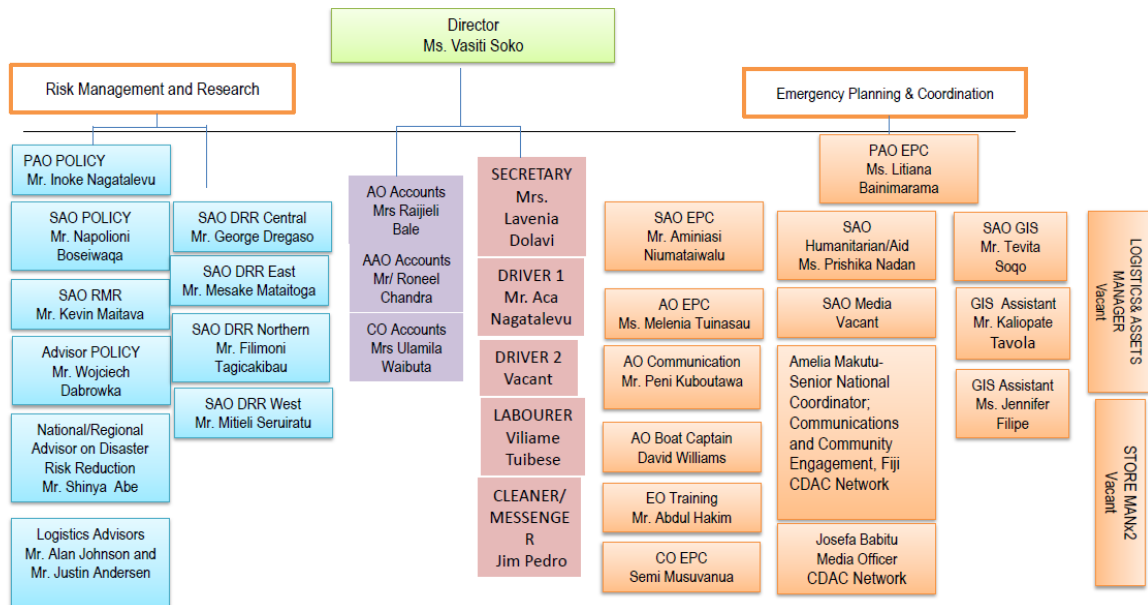 Director
Ms. Vasiti Soko
Risk Management and Research
Emergency Planning & Coordination
PAO POLICY
Mr. Inoke Nagatalevu
SAO POLICY
Mr. Napolioni
Boseiwaqa
SAO RMR
Mr. Kevin Maitava
Advisor POLICY
Mr. Wojciech
Dabrowka
National/Regional
Advisor on Disaster
Risk Reduction
Mr. Shinya Abe
Logistics Advisors
Mr. Alan Johnson and
Mr. Justin Andersen
SAO DRR Central
Mr. George Dregaso
SAO DRR East
Mr. Mesake Mataitoga
SAO DRR Northern
Mr. Filimoni
Tagicakibau
SAO DRR West
Mr. Mitieli Seruiratu
AO Accounts
Mrs Raijieli
Bale
AAO Accounts
Mr/ Roneel
Chandra
CO Accounts
Mrs Ulamila
Waibuta
SECRETARY
Mrs.
Lavenia
Dolavi
DRIVER 1
Mr. Aca
Nagatalevu
DRIVER 2
Vacant
LABOURER
Viliame
Tuibese
CLEANER/
MESSENGE
R
Jim Pedro
PAO EPC
Ms. Litiana
Bainimarama
SAO EPC
Mr. Aminiasi
Niumataiwalu
AO EPC
Ms. Melenia Tuinasau
AO Communication
Mr. Peni Kuboutawa
AO Boat Captain
David Williams
EO Training
Mr. Abdul Hakim
CO EPC
Semi Musuvanua
SAO
Humanitarian/Aid
Ms. Prishika Nadan
SAO Media
Vacant
Amelia Makutu-
Senior National
Coordinator;
Communications
and Community
Engagement, Fiji
CDAC Network
Josefa Babitu
Media Officer
CDAC Network
SAO GIS
Mr. Tevita
Soqo
GIS Assistant
Mr. Kaliopate
Tavola
GIS Assistant
Ms. Jennifer
Filipe
LOGISTICS& ASSETS
MANAGER
Vacant
STORE MANx2
Vacant